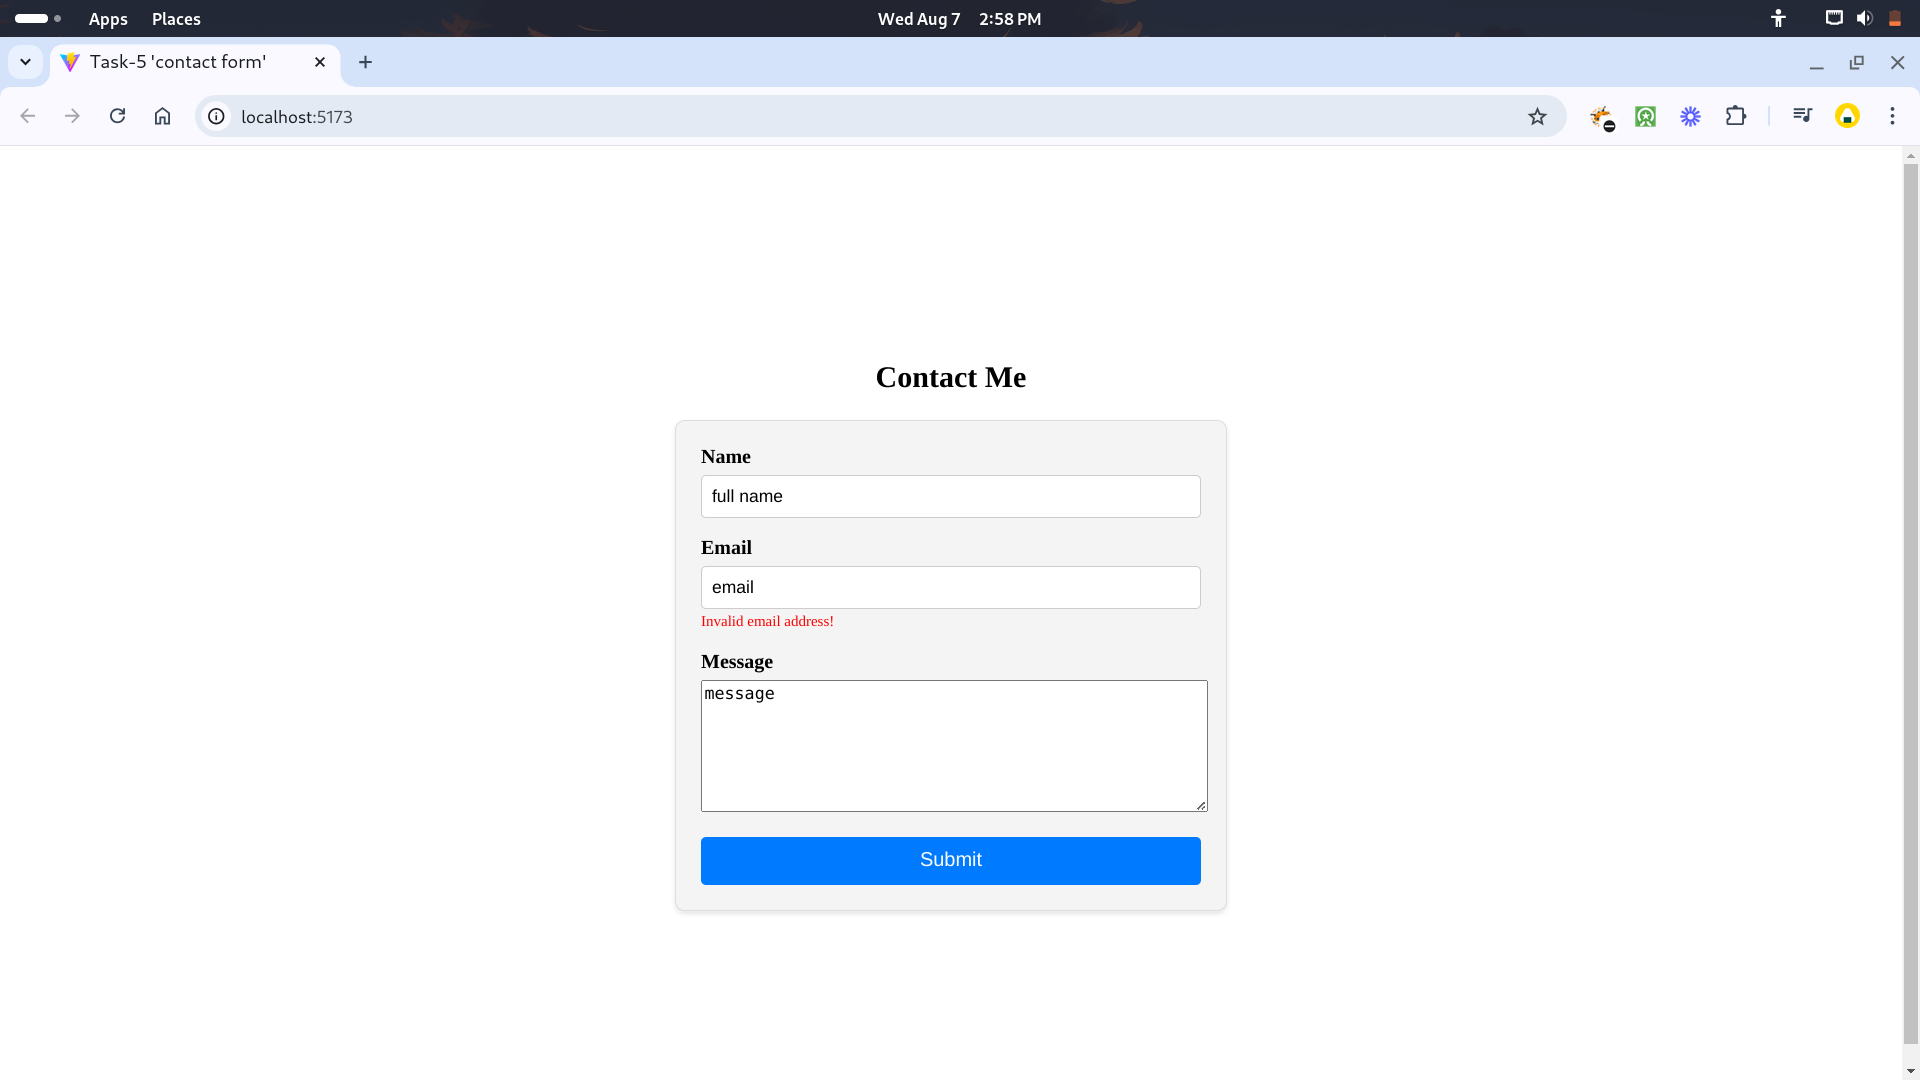 Apps Places Wed Aug 7 2:58 PM
Task-5 'contact form'
localhost:5173
Contact Me
Name
full name
Email
email
Invalid email address!
Message
message
Submit